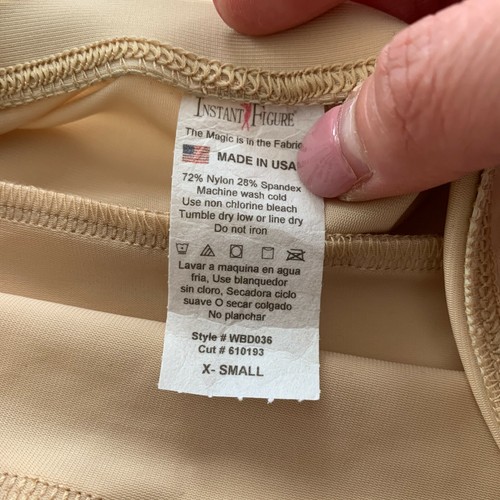 INSTANT FIGURE®
The Magic is in the Fabric
MADE IN USA
72% Nylon 28% Spandex
Machine wash cold
Use non chlorine bleach
Tumble dry low or line dry
Do not iron
Lavar a maquina en agua
fria, Use blanquedor
sin cloro, Secadora ciclo
suave O secar colgado
No planchar
Style # WBD036
Cut # 610193
X- SMALL